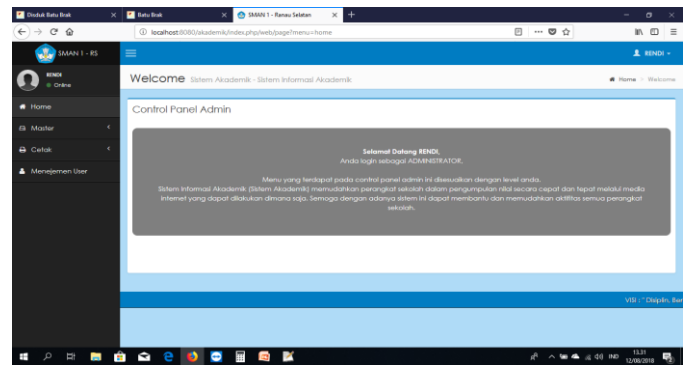 Disduk Batu Brak
Batu Brak
SMAN 1 - Ranau Selatan
localhost:8080/akademik/index.php/web/page?menu=home
SMAN 1 - RS
RENDI
RENDI
Online
Welcome Sistem Akademik - Sistem Informasi Akademik
Home > Welcome
Home
Master
Cetak
Menejemen User
Control Panel Admin
Selamat Datang RENDI,
Anda login sebagai ADMINISTRATOR.
Menu yang terdapat pada control panel admin ini disesuaikan dengan level anda.
Sistem Informasi Akademik (Sistem Akademik) memudahkan perangkat sekolah dalam pengumpulan nilai secara cepat dan tepat melalui media
internet yang dapat dilakukan dimana saja. Semoga dengan adanya sistem ini dapat membantu dan memudahkan aktifitas semua perangkat
sekolah.
VISI : " Disiplin, Ber
IND
13.31
12/08/2018